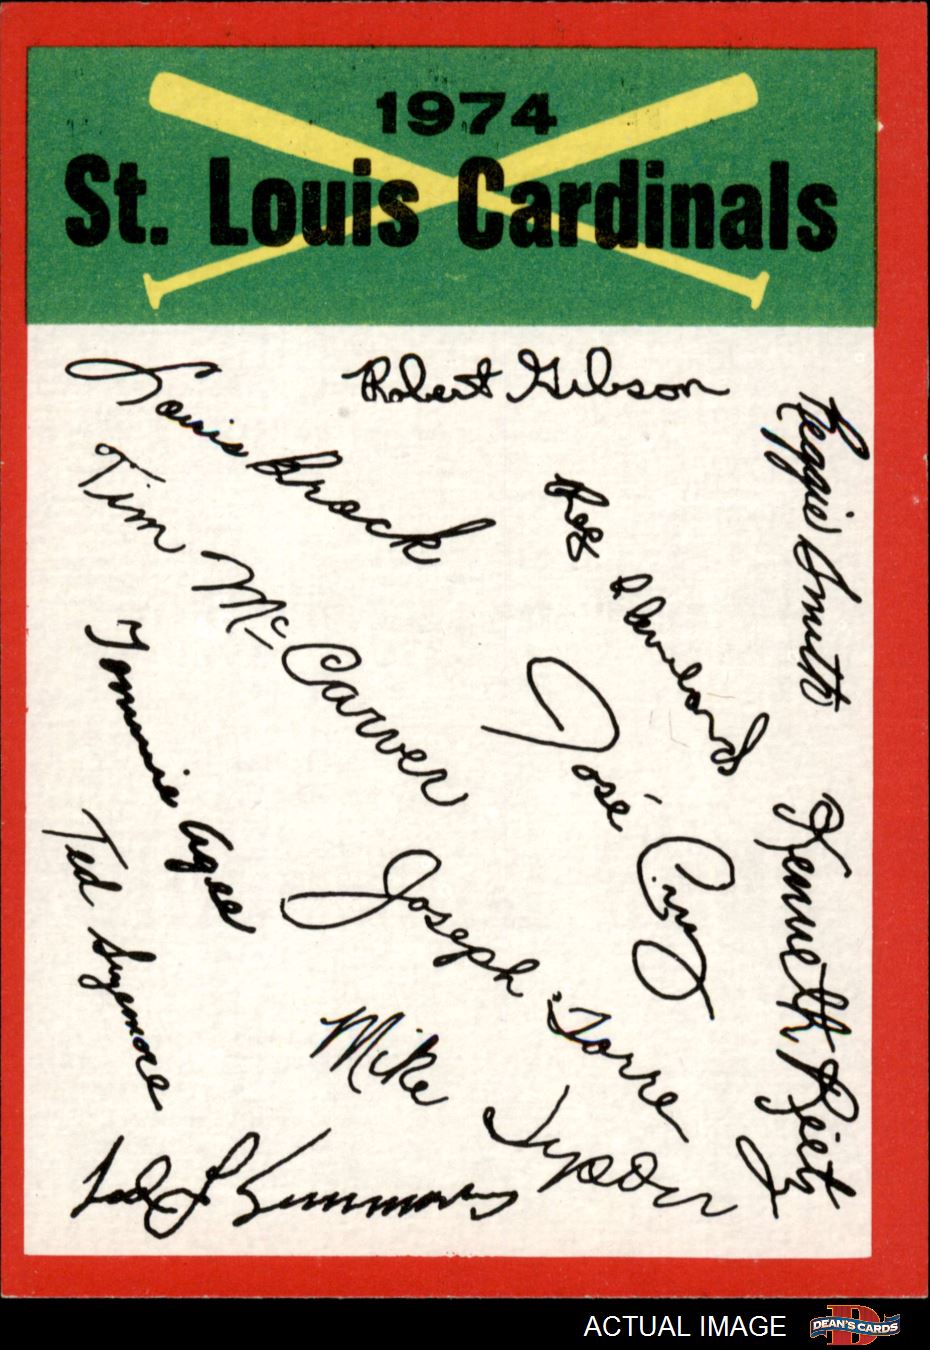 1974
St. Louis Cardinals
Robert Gibson
Louis Brock
Reggie Smith
Tim McCarver
Reg Cleveland
José Cruz
Tommie Agee
Kenneth Reitz
Ted Sizemore
Joseph Torre
Mike Tyson
Ted L Simmons
ACTUAL IMAGE
DEAN'S CARDS